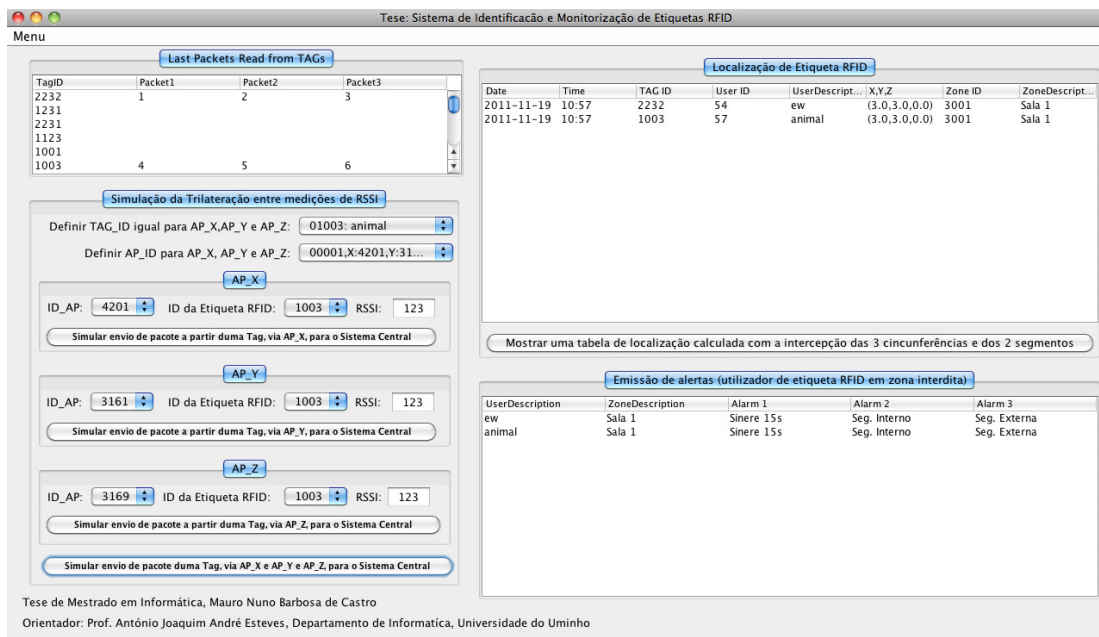 Tese: Sistema de Identificacão e Monitorização de Etiquetas RFID
Menu
Last Packets Read from TAGs
TagID Packet1 Packet2 Packet3
2232 1 2 3
1231
2231
1123
1001
1003 4 5 6
Simulação da Trilateração entre medições de RSSI
Definir TAG_ID igual para AP_X,AP_Y e AP_Z: 01003: animal
Definir AP_ID para AP_X, AP_Y e AP_Z: 00001,X:4201,Y:31...
AP_X
ID_AP: 4201 ID da Etiqueta RFID: 1003 RSSI: 123
Simular envio de pacote a partir duma Tag, via AP_X, para o Sistema Central
AP_Y
ID_AP: 3161 ID da Etiqueta RFID: 1003 RSSI: 123
Simular envio de pacote a partir duma Tag, via AP_Y, para o Sistema Central
AP_Z
ID_AP: 3169 ID da Etiqueta RFID: 1003 RSSI: 123
Simular envio de pacote a partir duma Tag, via AP_Z, para o Sistema Central
Simular envio de pacote duma Tag, via AP_X e AP_Y e AP_Z, para o Sistema Central
Localização de Etiqueta RFID
Date Time TAG ID User ID UserDescript... X,Y,Z Zone ID ZoneDescript...
2011-11-19 10:57 2232 54 ew (3.0,3.0,0.0) 3001 Sala 1
2011-11-19 10:57 1003 57 animal (3.0,3.0,0.0) 3001 Sala 1
Mostrar uma tabela de localização calculada com a intercepção das 3 cincunferências e dos 2 segmentos
Emissão de alertas (utilizador de etiqueta RFID em zona interdita)
UserDescription ZoneDescription Alarm 1 Alarm 2 Alarm 3
ew Sala 1 Sinere 15s Seg. Interno Seg. Externa
animal Sala 1 Sinere 15s Seg. Interno Seg. Externa
Tese de Mestrado em Informática, Mauro Nuno Barbosa de Castro
Orientador: Prof. António Joaquim André Esteves, Departamento de Informatíca, Universidade do Uminho